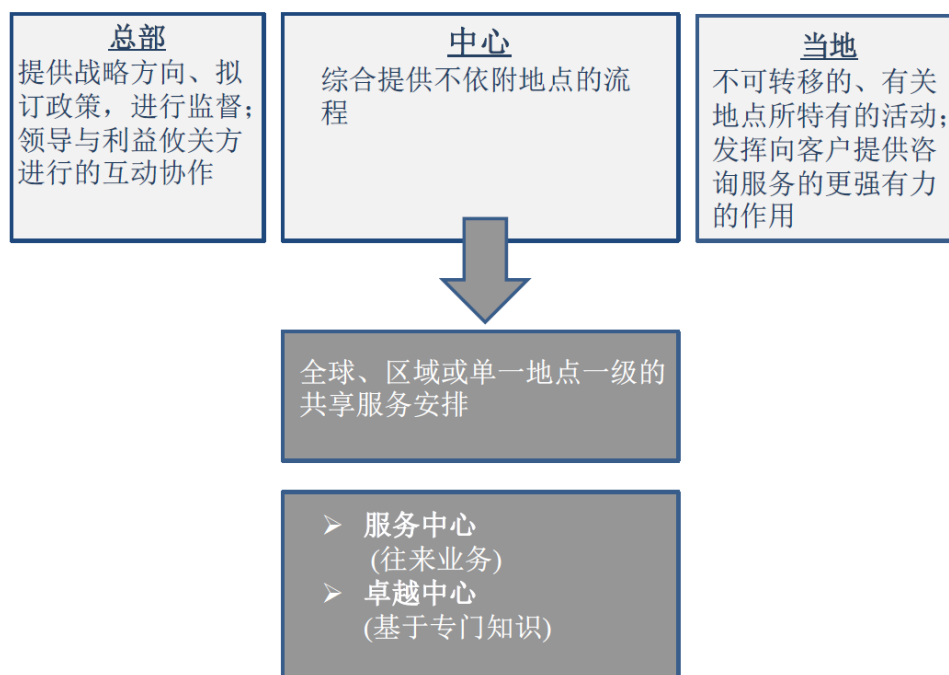 总部
提供战略方向、拟
订政策，进行监督；
领导与利益攸关方
进行的互动协作
中心
综合提供不依附地点的流
程
当地
不可转移的、有关
地点所特有的活动；
发挥向客户提供咨
询服务的更强有力
的作用
全球、区域或单一地点一级的
共享服务安排
➢ 服务中心
(往来业务)
➢ 卓越中心
(基于专门知识)